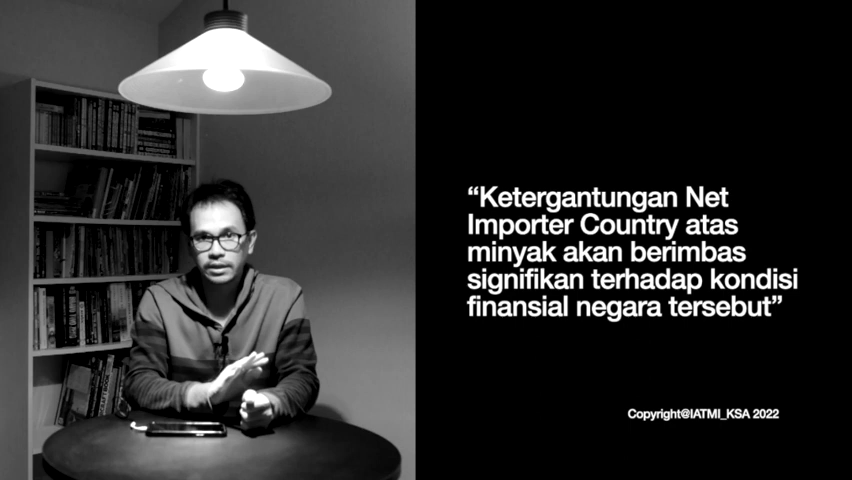 “Ketergantungan Net
Importer Country atas
minyak akan berimbas
signifikan terhadap kondisi
finansial negara tersebut”
Copyright@IATMI_KSA 2022